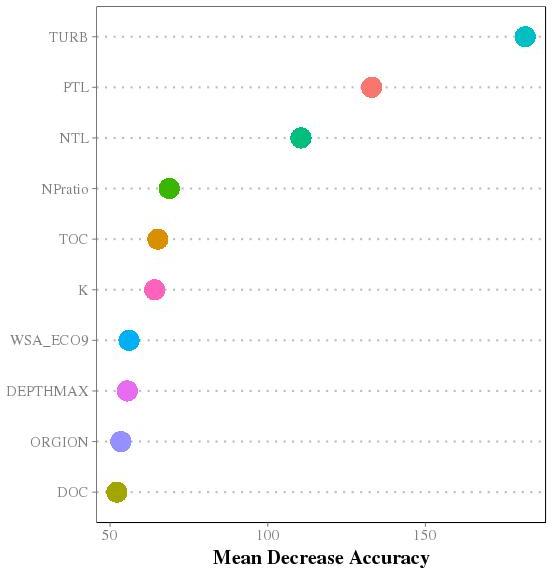 TURB
PTL
NTL
NPratio
TOC
K
WSA_ECO9
DEPTHMAX
ORGION
DOC
50 100 150
Mean Decrease Accuracy